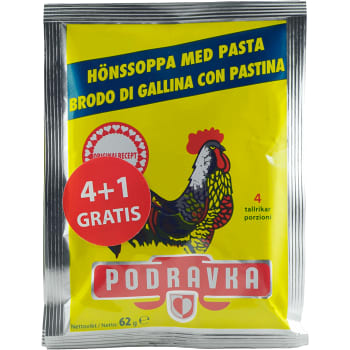 HÖNSSOPPA MED PASTA
BRODO DI GALLINA CON PASTINA
ORIGINALRECEPT
4+1
GRATIS
4
tallrikar
porzioni
PODRAVKA
Nettovikt / Netto: 62 g e